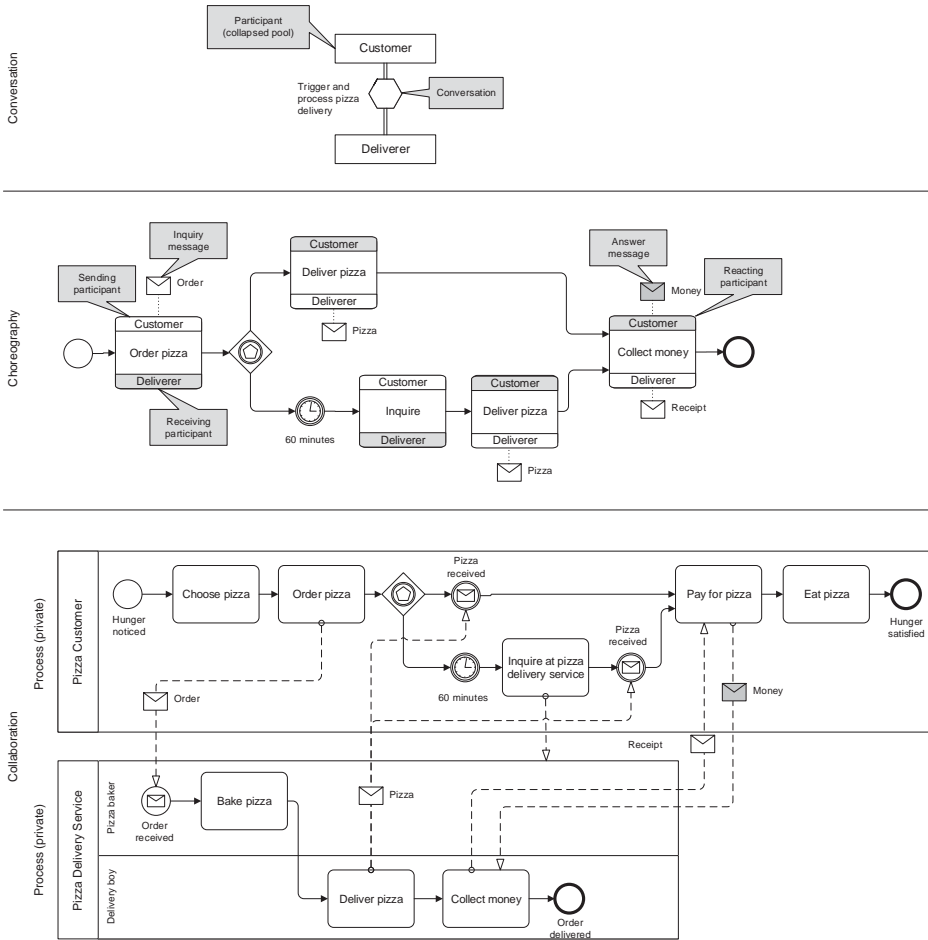 Conversation
Participant
(collapsed pool)
Customer
Trigger and
process pizza
delivery
Conversation
Deliverer
Choreography
Inquiry
message
Sending
participant
Order
Customer
Order pizza
Deliverer
Receiving
participant
Customer
Deliver pizza
Deliverer
Pizza
60 minutes
Customer
Inquire
Deliverer
Customer
Deliver pizza
Deliverer
Pizza
Answer
message
Money
Reacting
participant
Customer
Collect money
Deliverer
Receipt
Collaboration
Process (private)
Pizza Customer
Hunger
noticed
Choose pizza
Order pizza
Pizza
received
60 minutes
Inquire at pizza
delivery service
Pizza
received
Pay for pizza
Eat pizza
Hunger
satisfied
Order
Money
Receipt
Process (private)
Pizza Delivery Service
Pizza baker
Order
received
Bake pizza
Pizza
Delivery boy
Deliver pizza
Collect money
Order
delivered